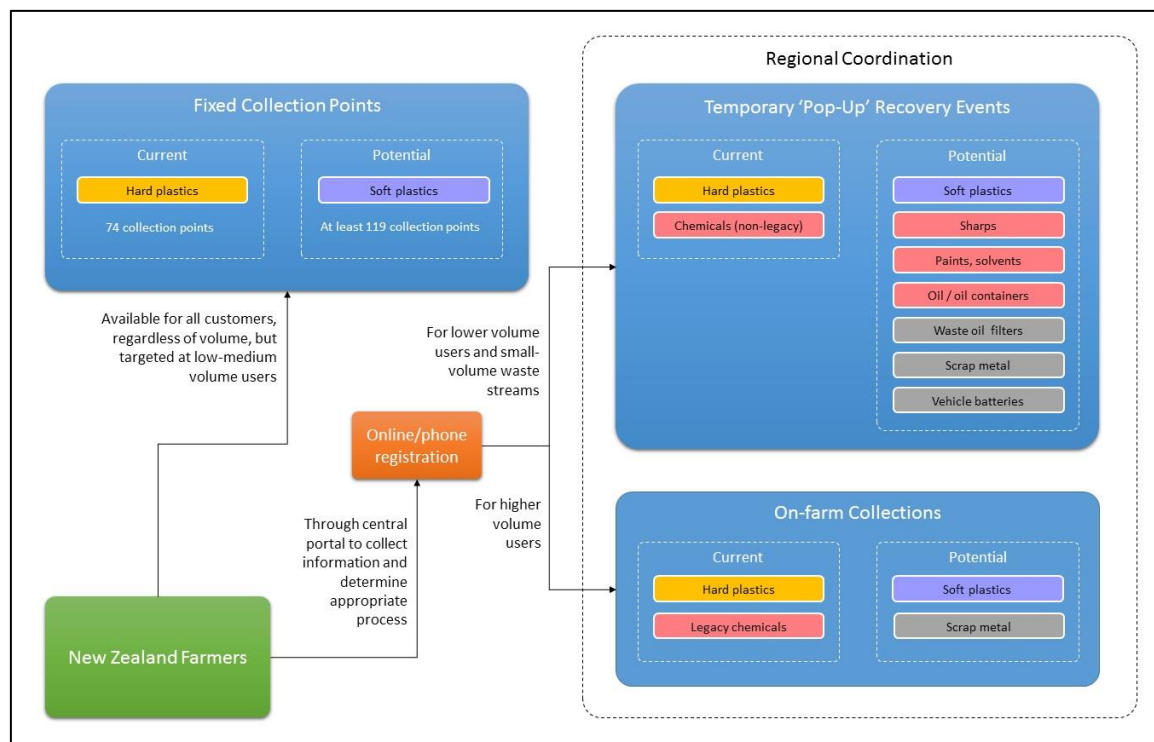 Regional Coordination
Fixed Collection Points
Current
Hard plastics
74 collection points
Potential
Soft plastics
At least 119 collection points
Temporary ‘Pop-Up’ Recovery Events
Current
Hard plastics
Chemicals (non-legacy)
Potential
Soft plastics
Sharps
Paints, solvents
Oil / oil containers
Waste oil filters
Scrap metal
Vehicle batteries
Available for all customers,
regardless of volume, but
targeted at low-medium
volume users
For lower volume
users and small-
volume waste
streams
Online/phone
registration
For higher
volume
users
Through central
portal to collect
information and
determine
appropriate
process
New Zealand Farmers
On-farm Collections
Current
Hard plastics
Legacy chemicals
Potential
Soft plastics
Scrap metal